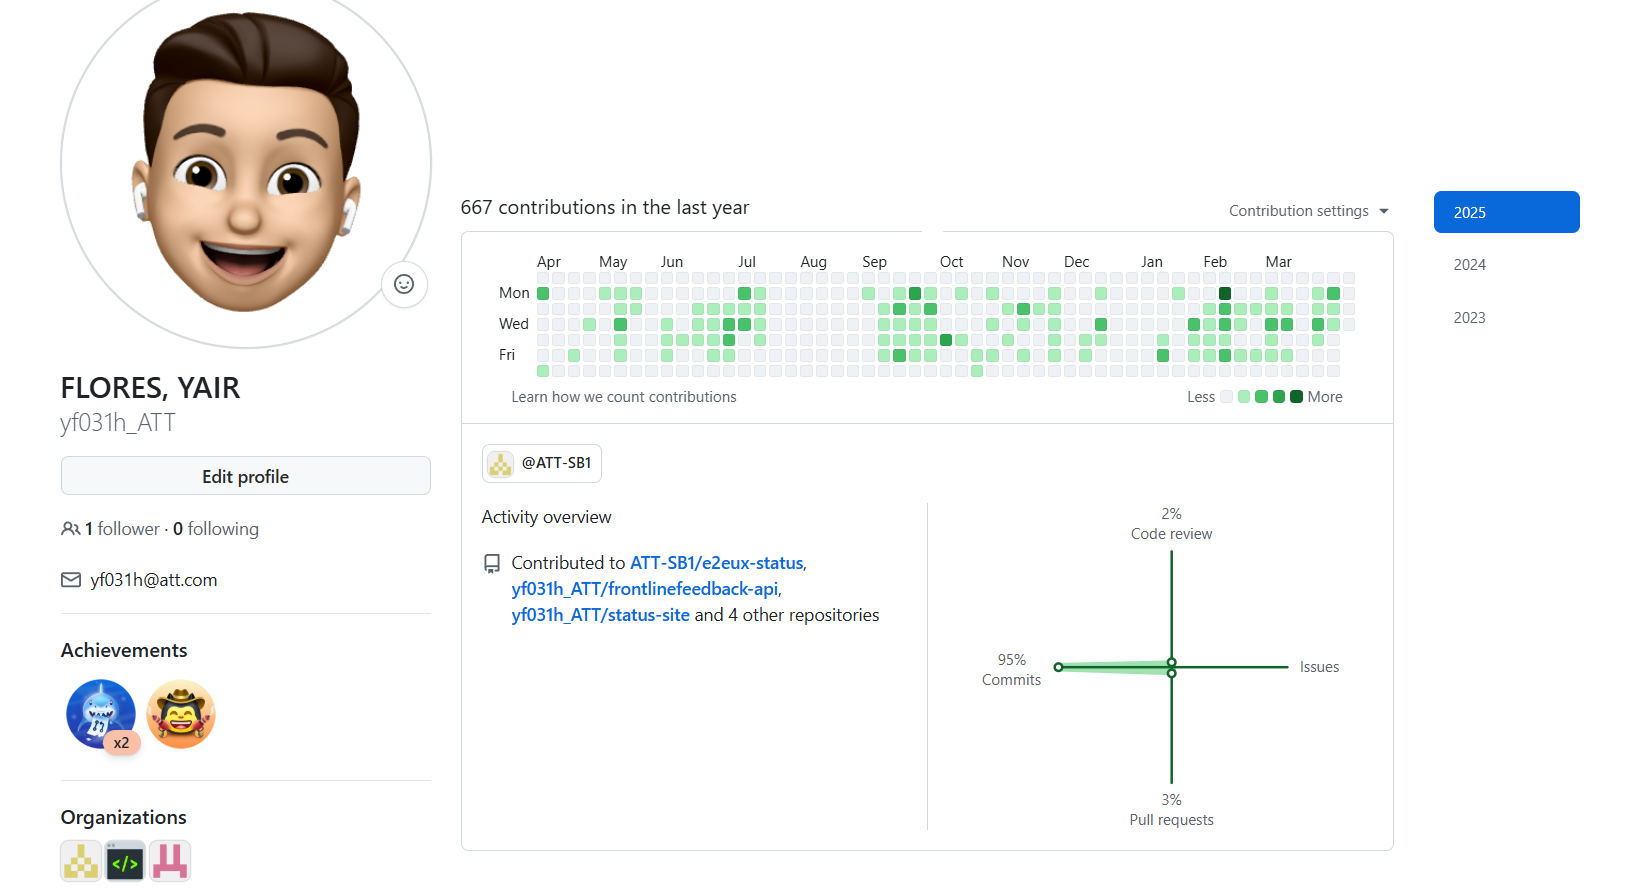 667 contributions in the last year
Contribution settings
2025
2024
2023
Apr May Jun Jul Aug Sep Oct Nov Dec Jan Feb Mar
Mon
Wed
Fri
Learn how we count contributions
Less More
FLORES, YAIR
yf031h_ATT
Edit profile
1 follower · 0 following
yf031h@att.com
Achievements
x2
Organizations
</>
@ATT-SB1
Activity overview
Contributed to ATT-SB1/e2eux-status,
yf031h_ATT/frontlinefeedback-api,
yf031h_ATT/status-site and 4 other repositories
2%
Code review
95%
Commits
Issues
3%
Pull requests